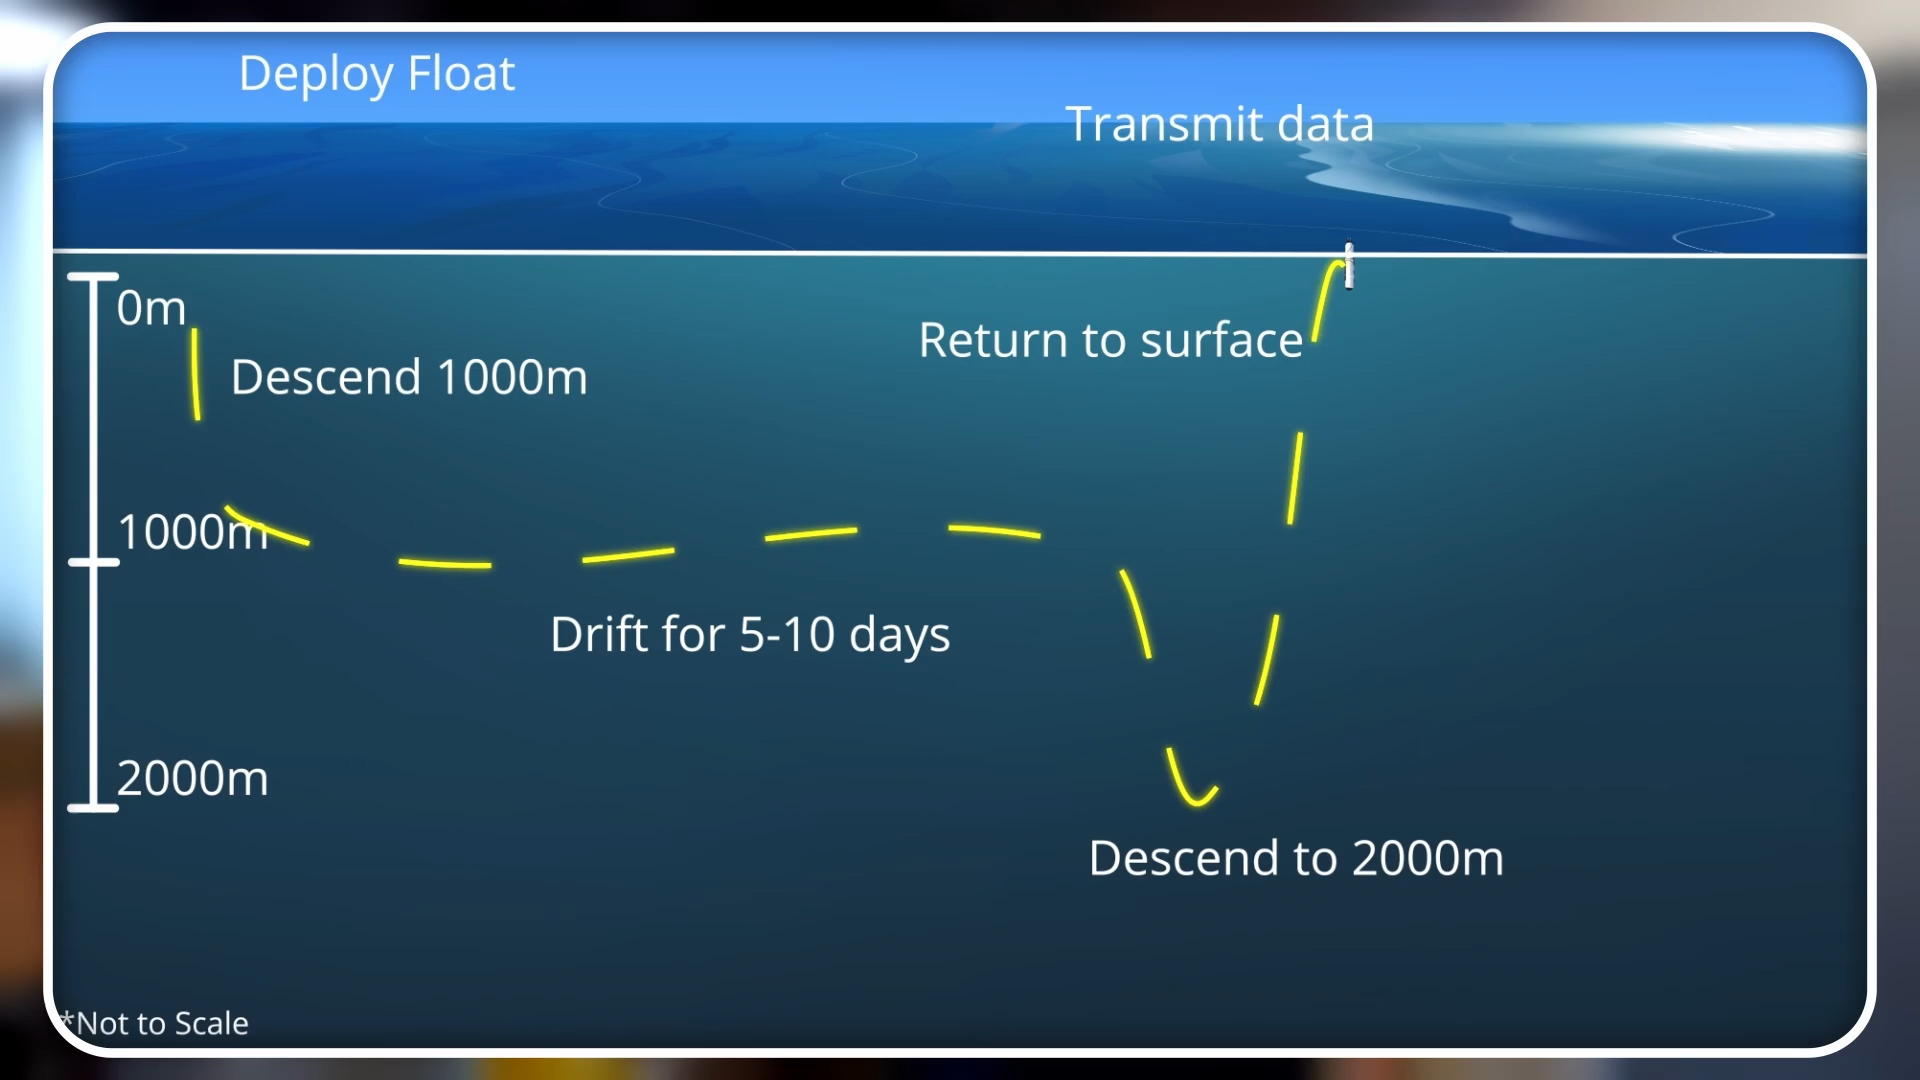 Deploy Float
Transmit data
0m
Return to surface
Descend 1000m
1000m
Drift for 5-10 days
2000m
Descend to 2000m
*Not to Scale